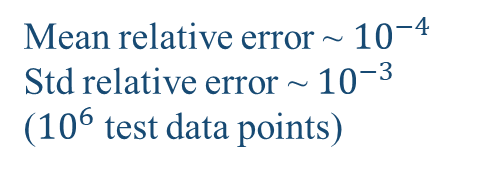 Mean relative error ~ 10⁻⁴
Std relative error ~ 10⁻³
(10⁶ test data points)